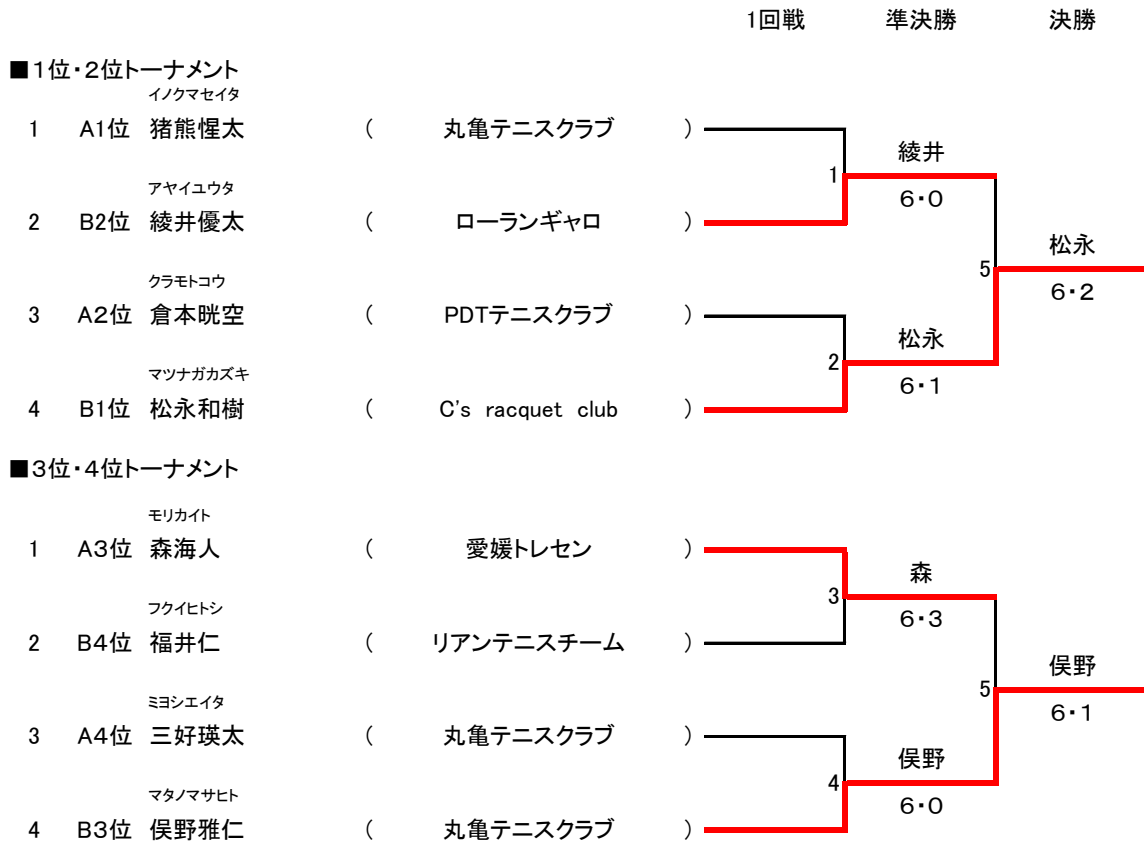 1回戦 準決勝 決勝
■1位・2位トーナメント
イノクマセイタ
1 A1位 猪熊惺太 ( 丸亀テニスクラブ )
綾井
1
アヤイユウタ
6・0
2 B2位 綾井優太 ( ローランギャロ )
松永
5
クラモトコウ
6・2
3 A2位 倉本晄空 ( PDTテニスクラブ )
松永
2
マツナガカズキ
6・1
4 B1位 松永和樹 ( C's racquet club )
■3位・4位トーナメント
モリカイト
1 A3位 森海人 ( 愛媛トレセン )
森
3
フクイヒトシ
6・3
2 B4位 福井仁 ( リアンテニスチーム )
俣野
5
ミヨシエイタ
6・1
3 A4位 三好瑛太 ( 丸亀テニスクラブ )
俣野
4
マタノマサヒト
6・0
4 B3位 俣野雅仁 ( 丸亀テニスクラブ )